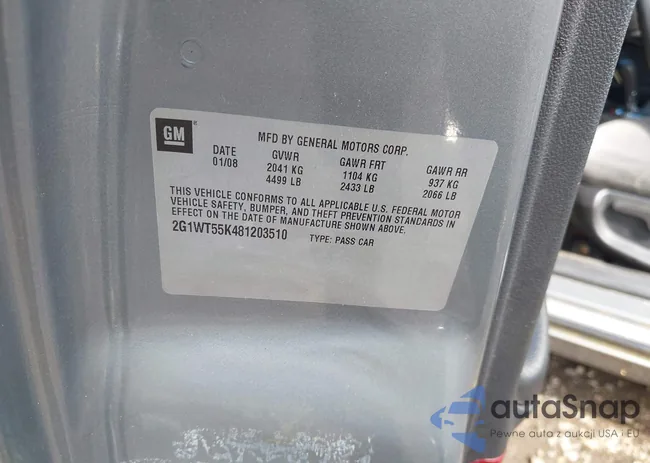 GM
MFD BY GENERAL MOTORS CORP.
DATE GVWR GAWR FRT GAWR RR
01/08 2041 KG 1104 KG 937 KG
4499 LB 2433 LB 2066 LB
THIS VEHICLE CONFORMS TO ALL APPLICABLE U.S. FEDERAL MOTOR
VEHICLE SAFETY, BUMPER, AND THEFT PREVENTION STANDARDS IN
EFFECT ON THE DATE OF MANUFACTURE SHOWN ABOVE.
2G1WT55K481203510 TYPE: PASS CAR
autoSnap
Pewne auta z aukcji USA i EU